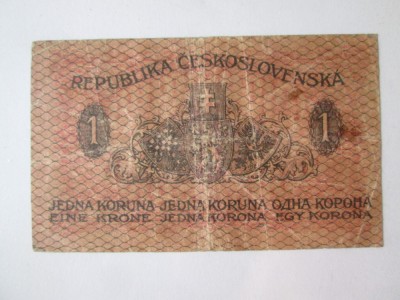 REPUBLIKA ČESKOSLOVENSKÁ
1 1
JEDNA KORUNA-JEDNA KORUNA-ОДНА КОРОНА
EINE KRONE JEDNA KORONA EGY KORONA